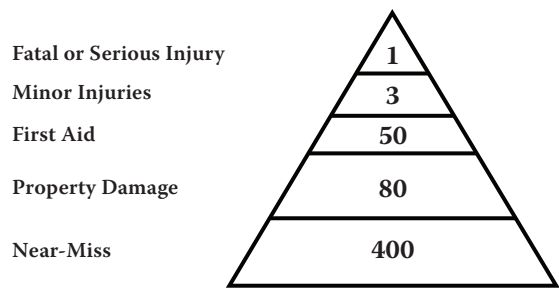 Fatal or Serious Injury 1
Minor Injuries 3
First Aid 50
Property Damage 80
Near-Miss 400